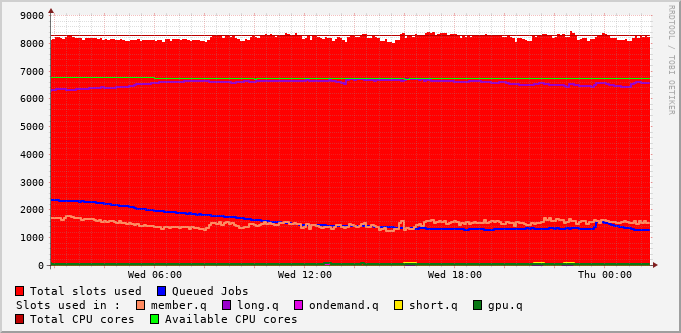 RRDTOOL / TOBI OETIKER
9000
8000
7000
6000
5000
4000
3000
2000
1000
0
Wed 06:00 Wed 12:00 Wed 18:00 Thu 00:00
Total slots used Queued Jobs
Slots used in : member.q long.q ondemand.q short.q gpu.q
Total CPU cores Available CPU cores